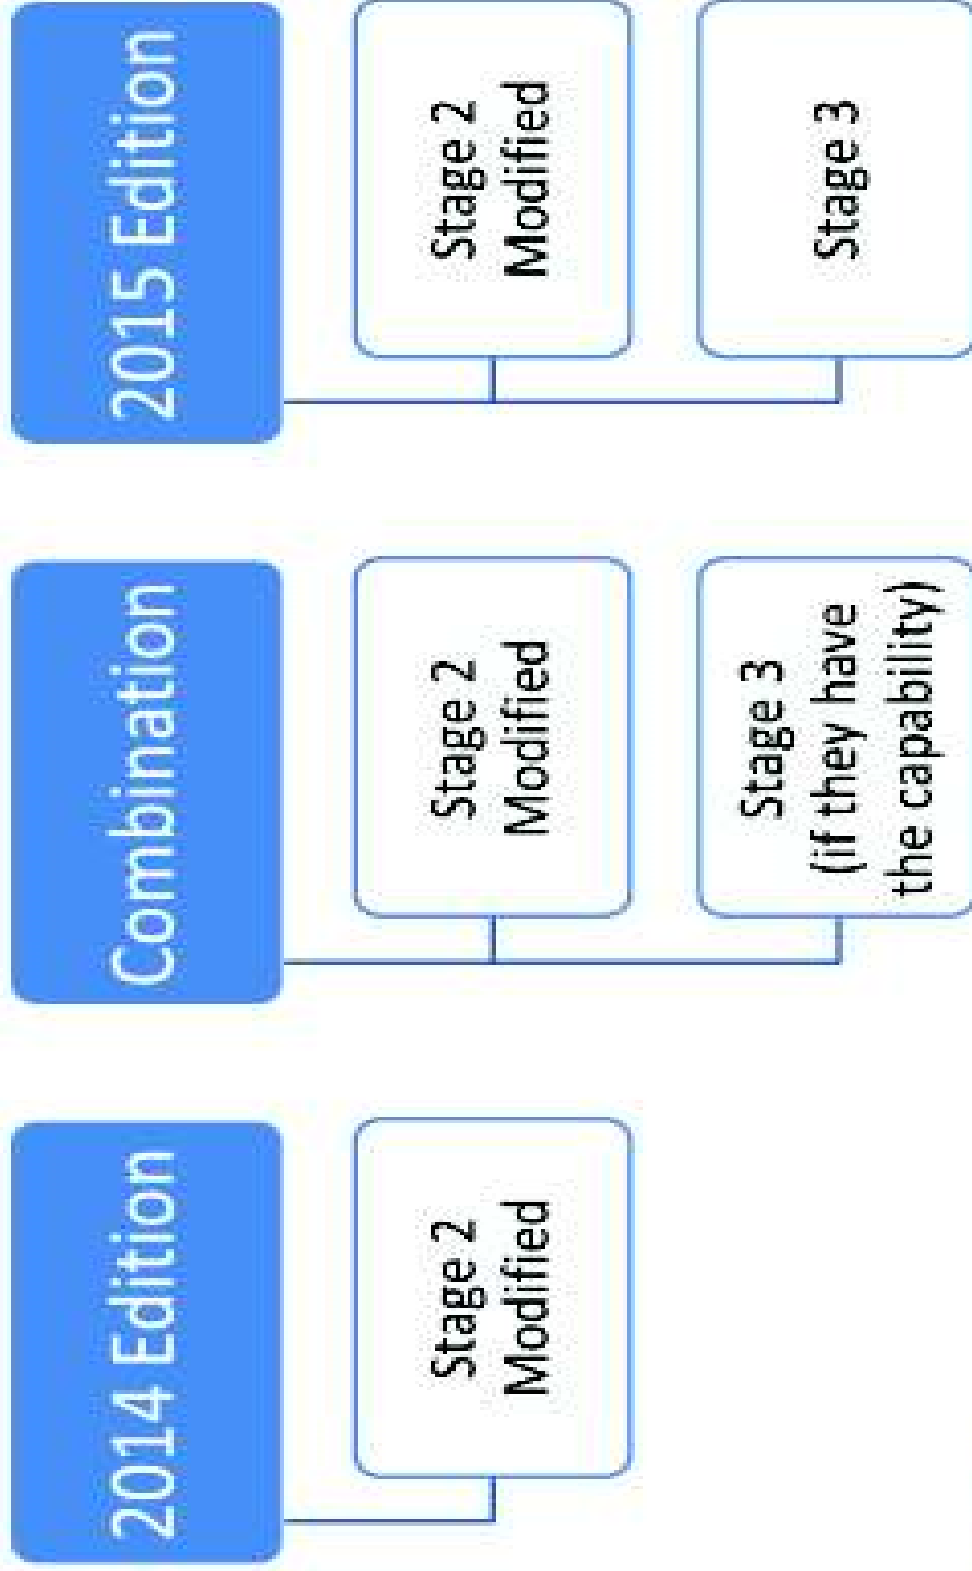 2014 Edition
Stage 2
Modified
Combination
Stage 2
Modified
Stage 3
(if they have
the capability)
2015 Edition
Stage 2
Modified
Stage 3